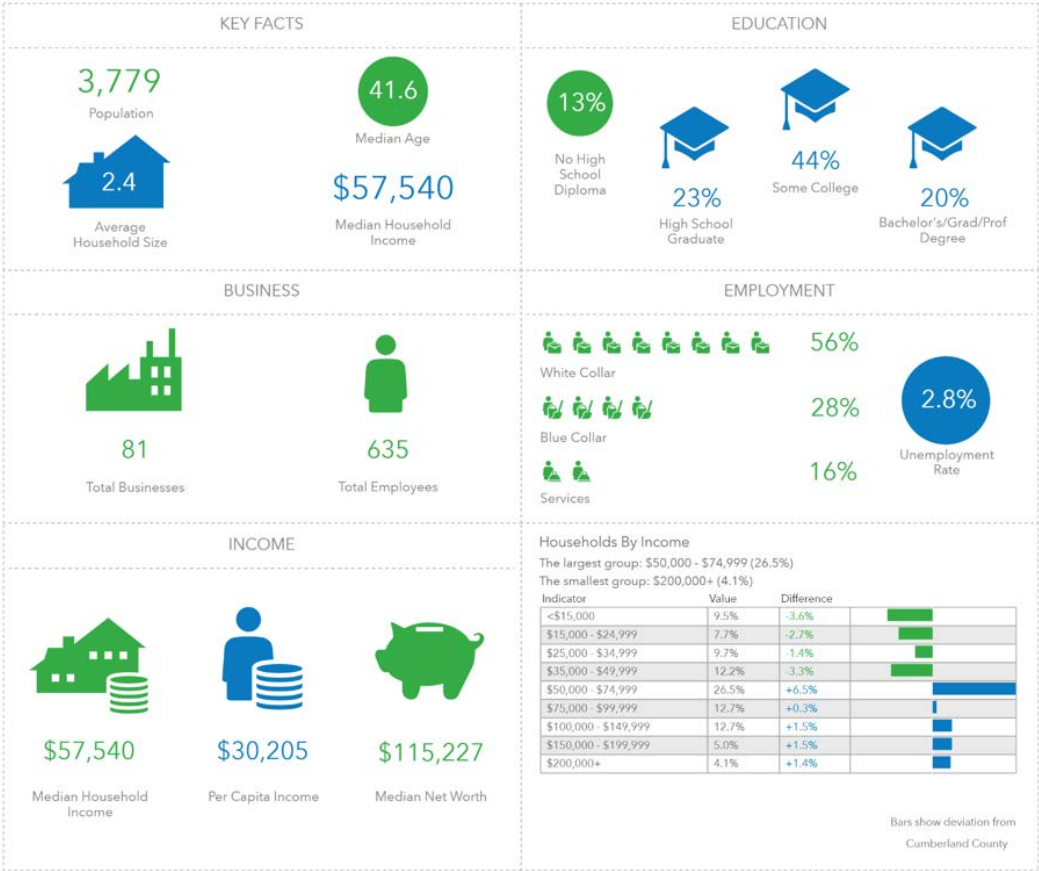 KEY FACTS
3,779
Population
41.6
Median Age
2.4
Average
Household Size
$57,540
Median Household
Income
EDUCATION
13%
No High
School
Diploma
23%
High School
Graduate
44%
Some College
20%
Bachelor's/Grad/Prof
Degree
BUSINESS
81
Total Businesses
635
Total Employees
EMPLOYMENT
56%
White Collar
28%
Blue Collar
16%
Services
2.8%
Unemployment
Rate
INCOME
$57,540
Median Household
Income
$30,205
Per Capita Income
$115,227
Median Net Worth
Households By Income
The largest group: $50,000 - $74,999 (26.5%)
The smallest group: $200,000+ (4.1%)
Indicator Value Difference
<$15,000 9.5% -3.6%
$15,000 - $24,999 7.7% -2.7%
$25,000 - $34,999 9.7% -1.4%
$35,000 - $49,999 12.2% -3.3%
$50,000 - $74,999 26.5% +6.5%
$75,000 - $99,999 12.7% +0.3%
$100,000 - $149,999 12.7% +1.5%
$150,000 - $199,999 5.0% +1.5%
$200,000+ 4.1% +1.4%
Bars show deviation from
Cumberland County